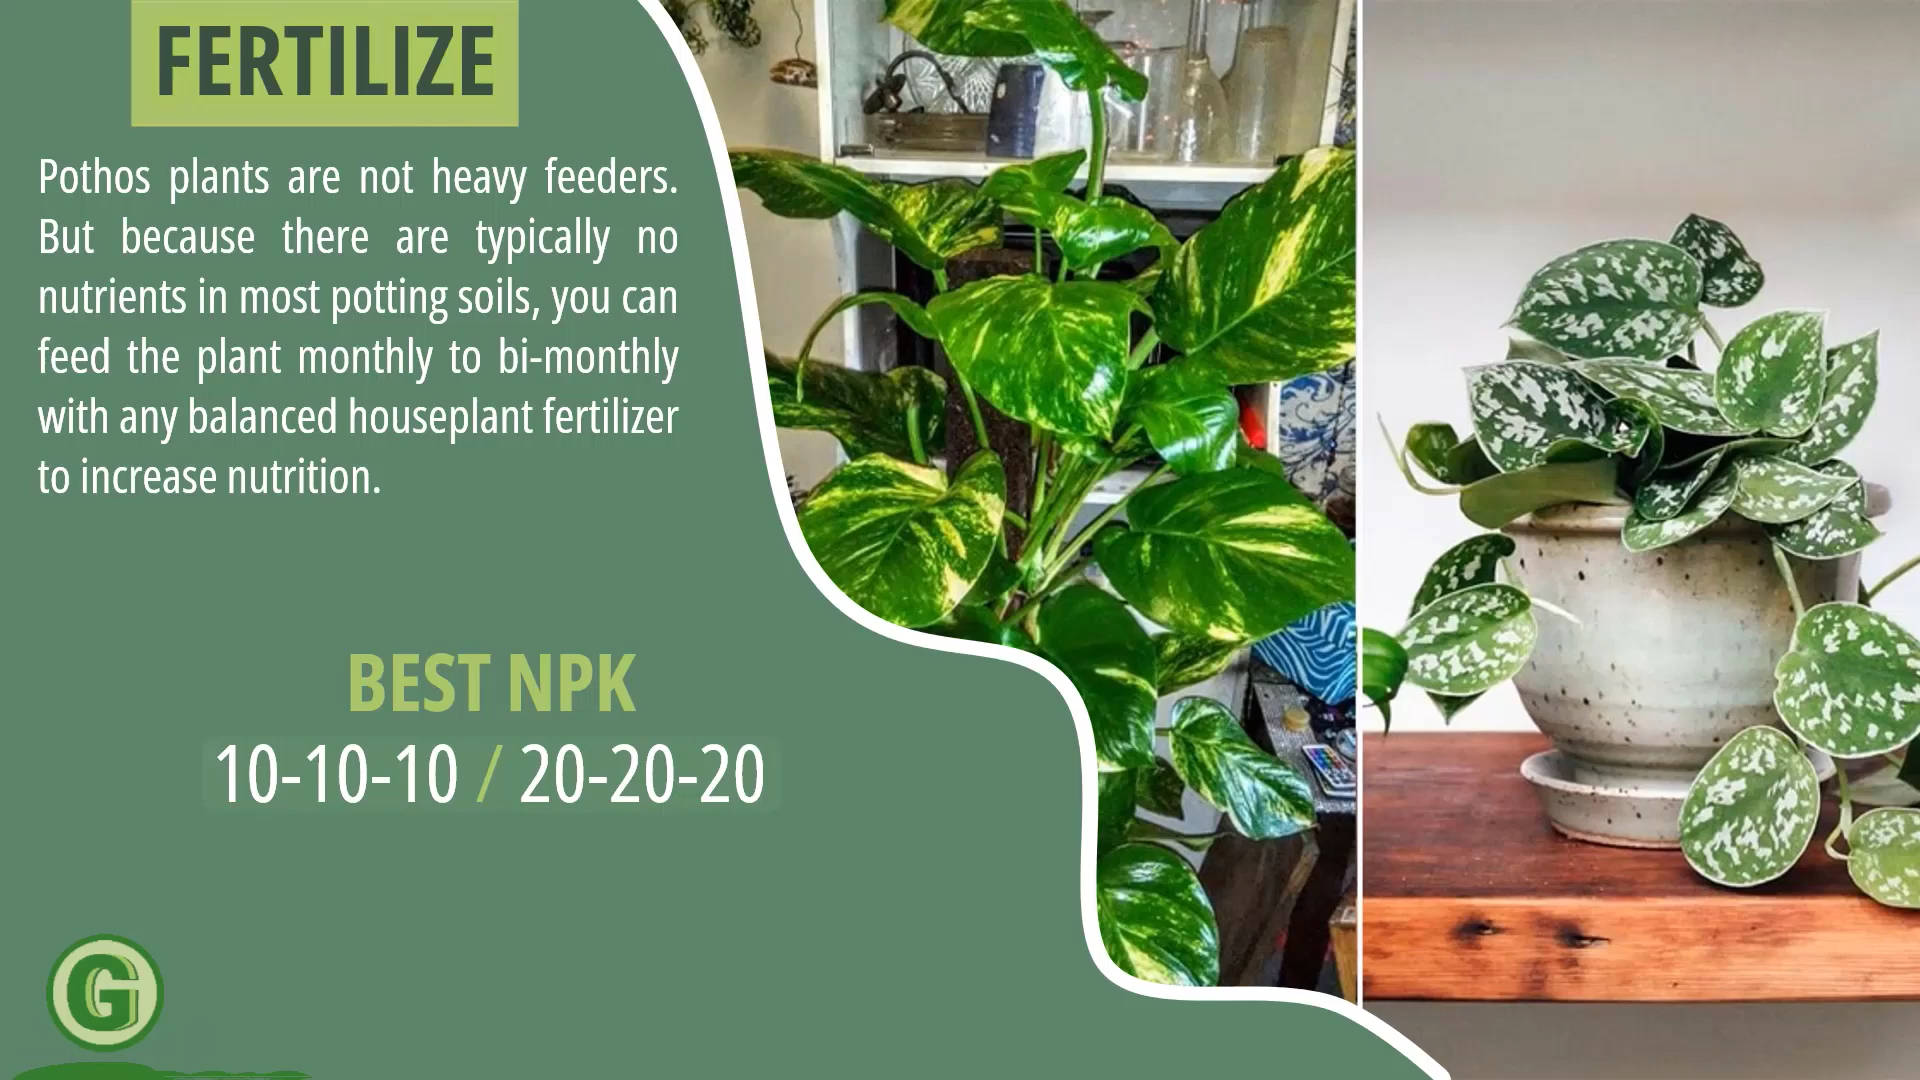 FERTILIZE
Pothos plants are not heavy feeders.
But because there are typically no
nutrients in most potting soils, you can
feed the plant monthly to bi-monthly
with any balanced houseplant fertilizer
to increase nutrition.
BEST NPK
10-10-10 / 20-20-20
G